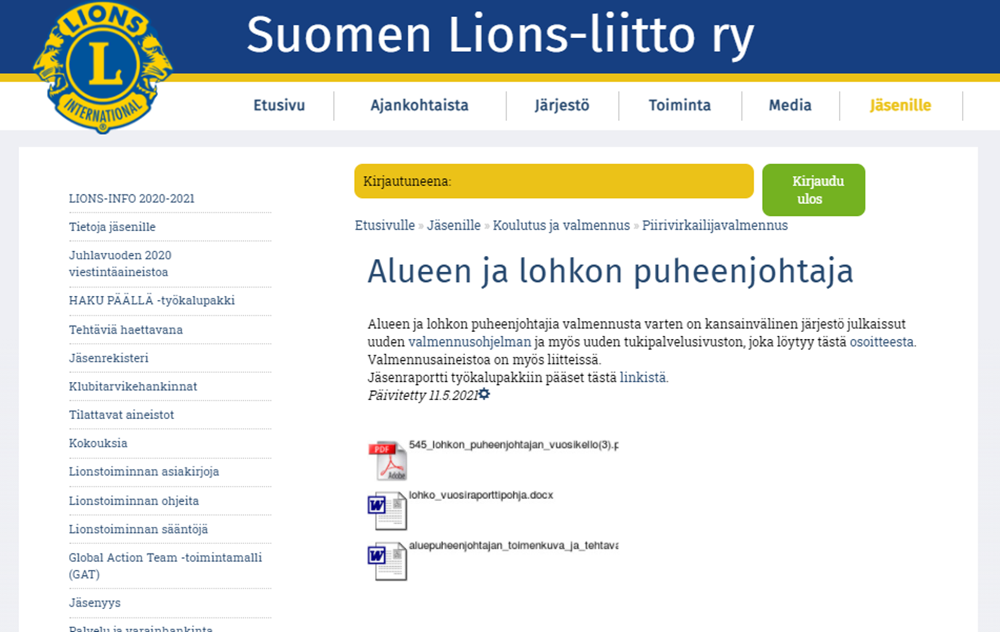 LIONS
L
INTERNATIONAL
®
Suomen Lions-liitto ry
Etusivu
Ajankohtaista
Järjestö
Toiminta
Media
Jäsenille
LIONS-INFO 2020-2021
Tietoja jäsenille
Juhlavuoden 2020
viestintäaineistoa
HAKU PÄÄLLÄ -työkalupakki
Tehtäviä haettavana
Jäsenrekisteri
Klubitarvikehankinnat
Tilattavat aineistot
Kokouksia
Lionstoiminnan asiakirjoja
Lionstoiminnan ohjeita
Lionstoiminnan sääntöjä
Global Action Team -toimintamalli
(GAT)
Jäsenyys
Palvelu ja varainhankinta
Kirjautuneena:
Kirjaudu
ulos
Etusivulle » Jäsenille » Koulutus ja valmennus » Piirivirkailijavalmennus
Alueen ja lohkon puheenjohtaja
Alueen ja lohkon puheenjohtajia valmennusta varten on kansainvälinen järjestö julkaissut
uuden valmennusohjelman ja myös uuden tukipalvelusivuston, joka löytyy tästä osoitteesta.
Valmennusaineistoa on myös liitteissä.
Jäsenraportti työkalupakkiin pääset tästä linkistä.
Päivitetty 11.5.2021
PDF
Adobe
545_lohkon_puheenjohtajan_vuosikello(3).p
W
lohko_vuosiraporttipohja.docx
W
aluepuheenjohtajan_toimenkuva_ja_tehtava